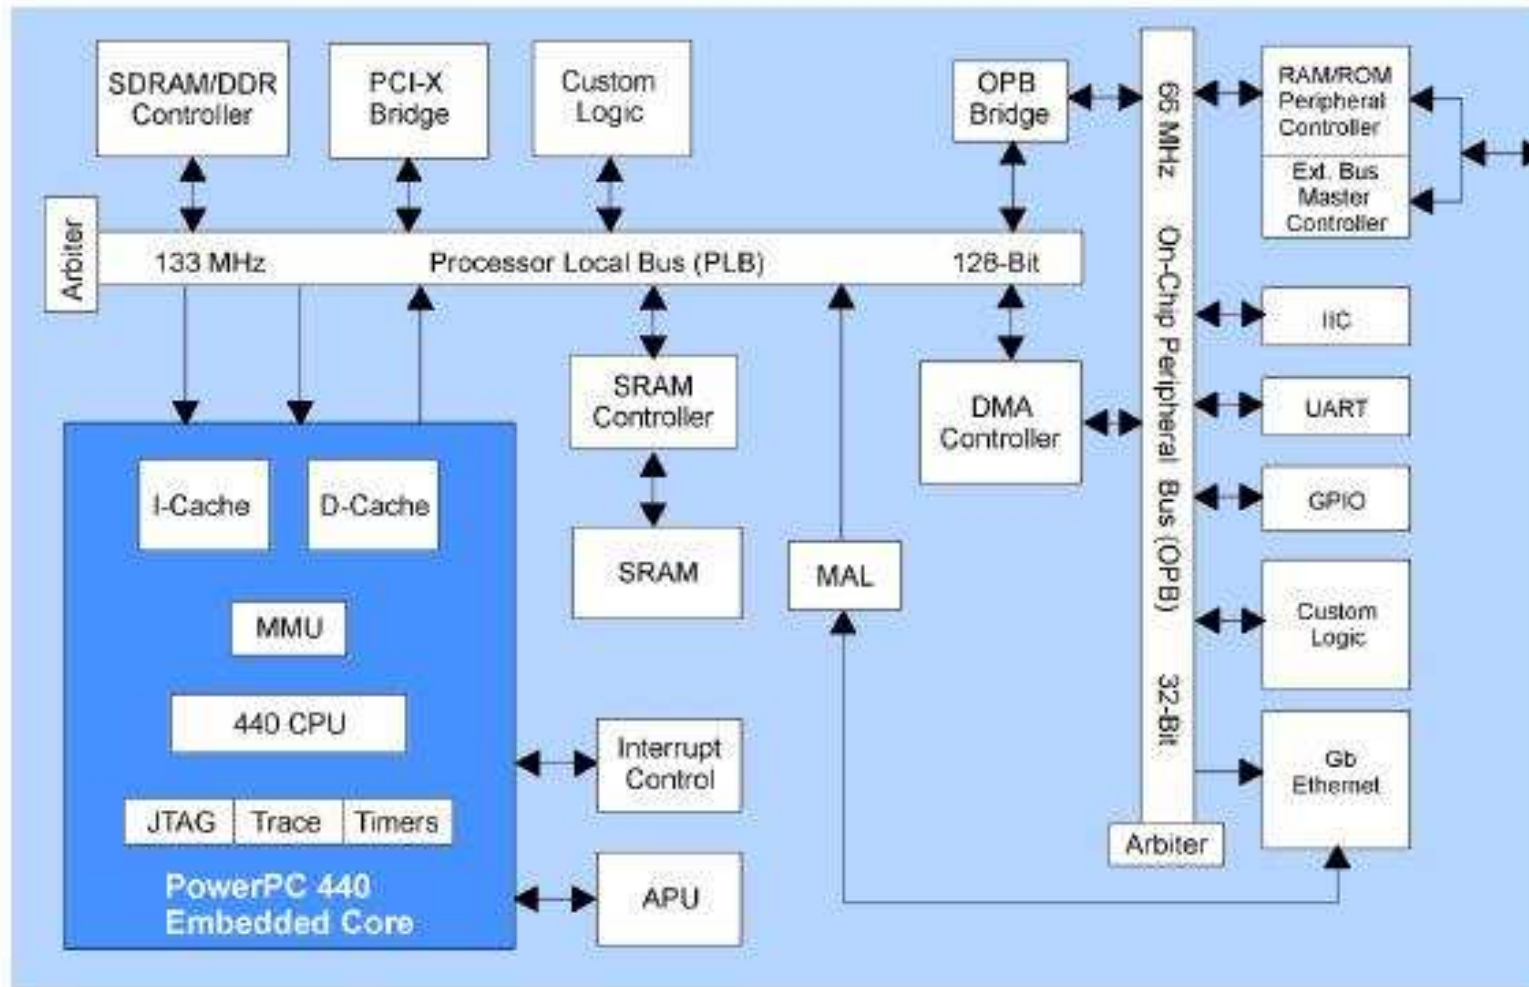 SDRAM/DDR
Controller
PCI-X
Bridge
Custom
Logic
OPB
Bridge
RAM/ROM
Peripheral
Controller
Ext. Bus
Master
Controller
Arbiter
133 MHz
Processor Local Bus (PLB)
128-Bit
66 MHz
On-Chip Peripheral Bus (OPB)
32-Bit
Arbiter
IIC
UART
GPIO
Custom
Logic
Gb
Ethernet
SRAM
Controller
SRAM
MAL
DMA
Controller
I-Cache
D-Cache
MMU
440 CPU
JTAG
Trace
Timers
PowerPC 440
Embedded Core
Interrupt
Control
APU